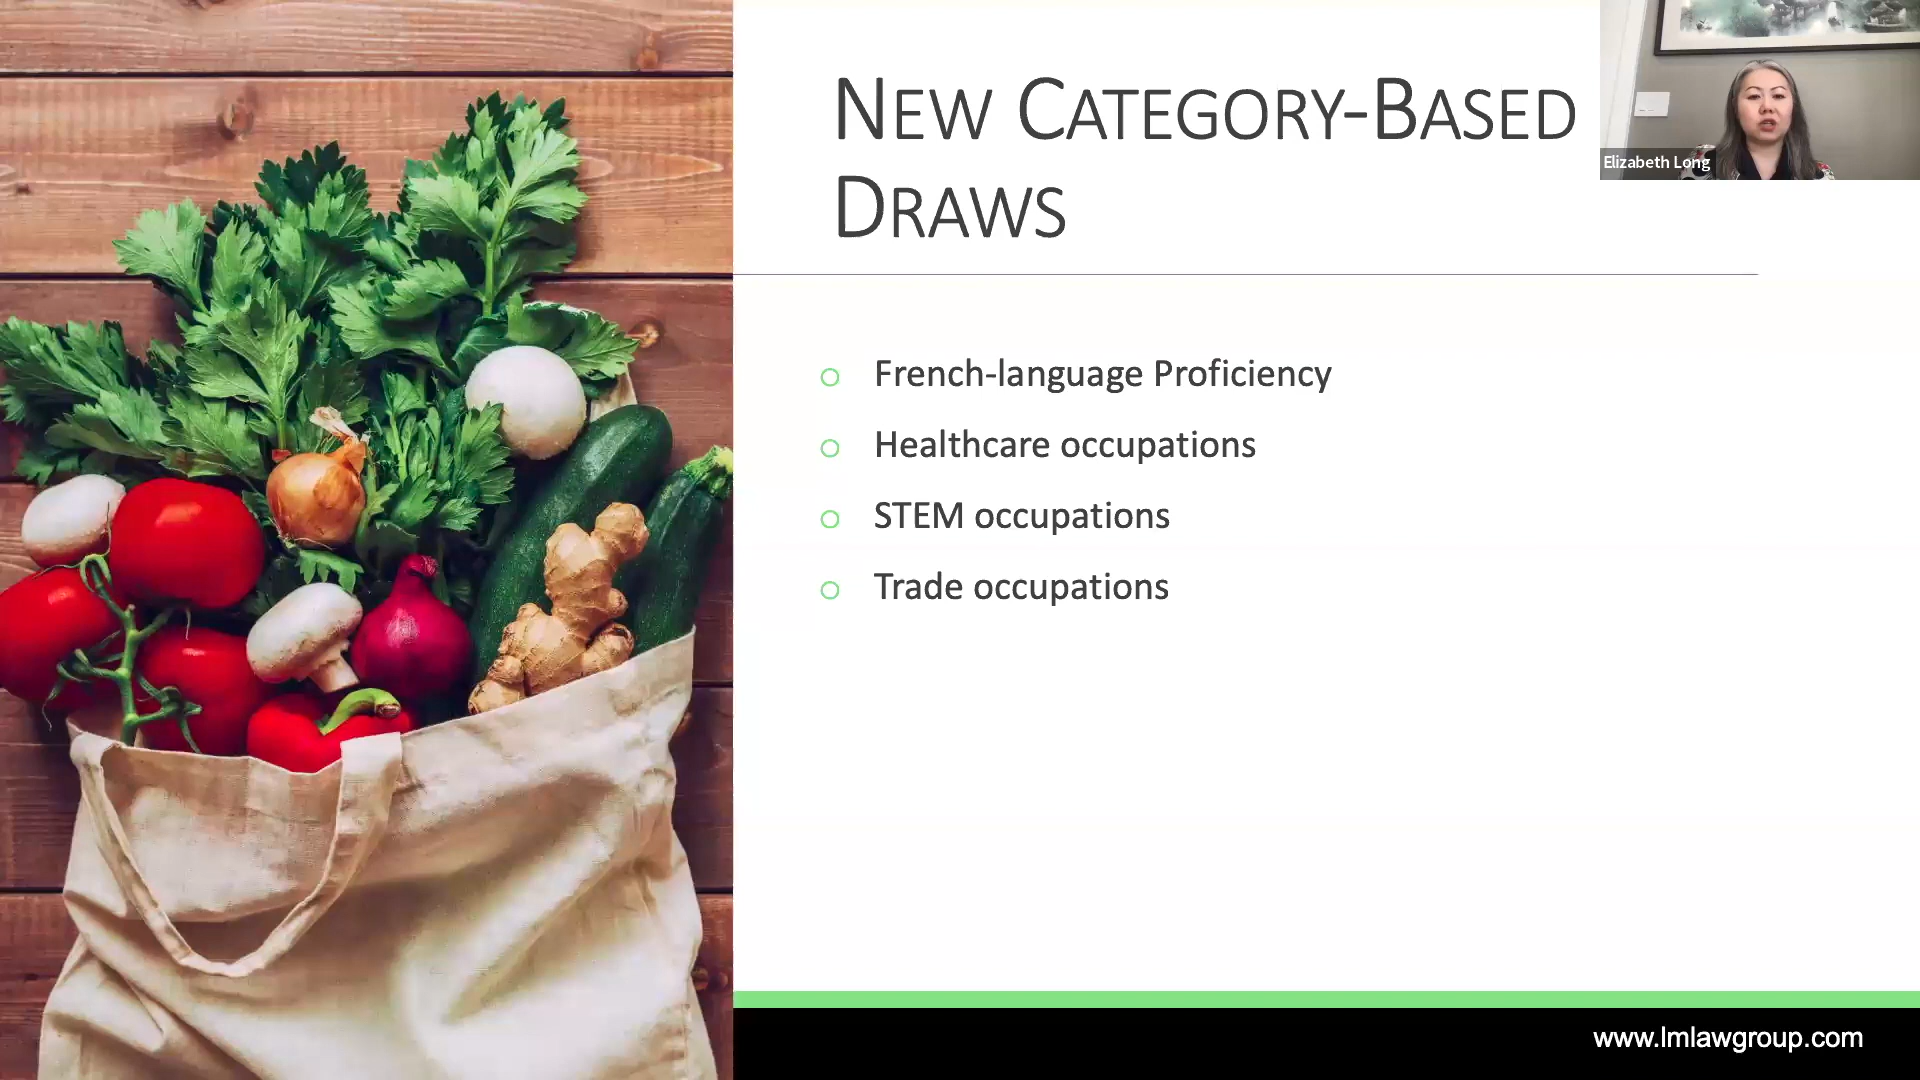 NEW CATEGORY-BASED
DRAWS
Elizabeth Long
French-language Proficiency
Healthcare occupations
STEM occupations
Trade occupations
www.lmlawgroup.com